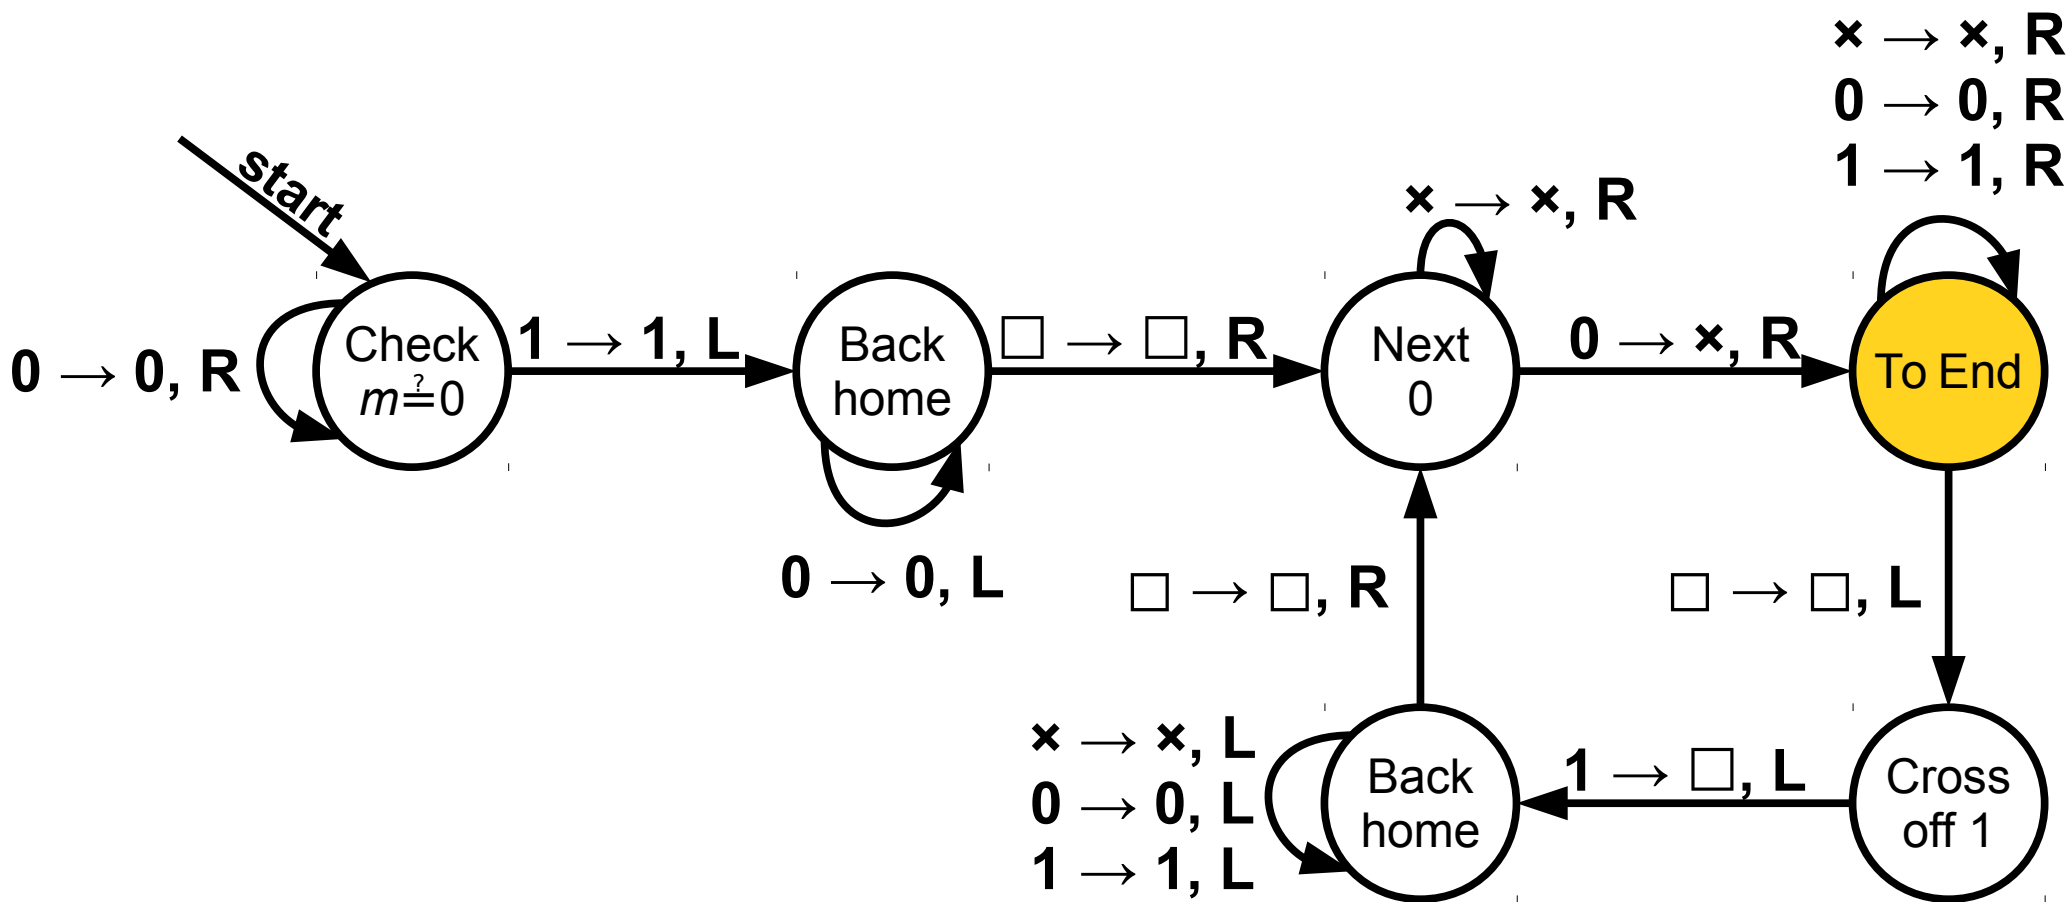 × → ×, R
0 → 0, R
1 → 1, R
start
× → ×, R
0 → 0, R
Check
m≟0
1 → 1, L
Back
home
□ → □, R
Next
0
0 → ×, R
To End
0 → 0, L
□ → □, R
□ → □, L
× → ×, L
0 → 0, L
1 → 1, L
Back
home
1 → □, L
Cross
off 1